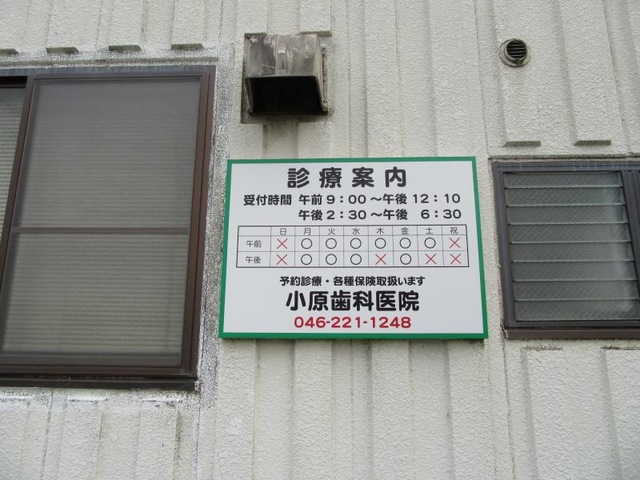 診療案内
受付時間 午前 9：00 ～午後 12：10
午後 2：30 ～午後 6：30
日 月 火 水 木 金 土 祝
午前 × ○ ○ ○ ○ ○ ○ ×
午後 × ○ ○ ○ × ○ × ×
予約診療・各種保険取扱います
小原歯科医院
046-221-1248